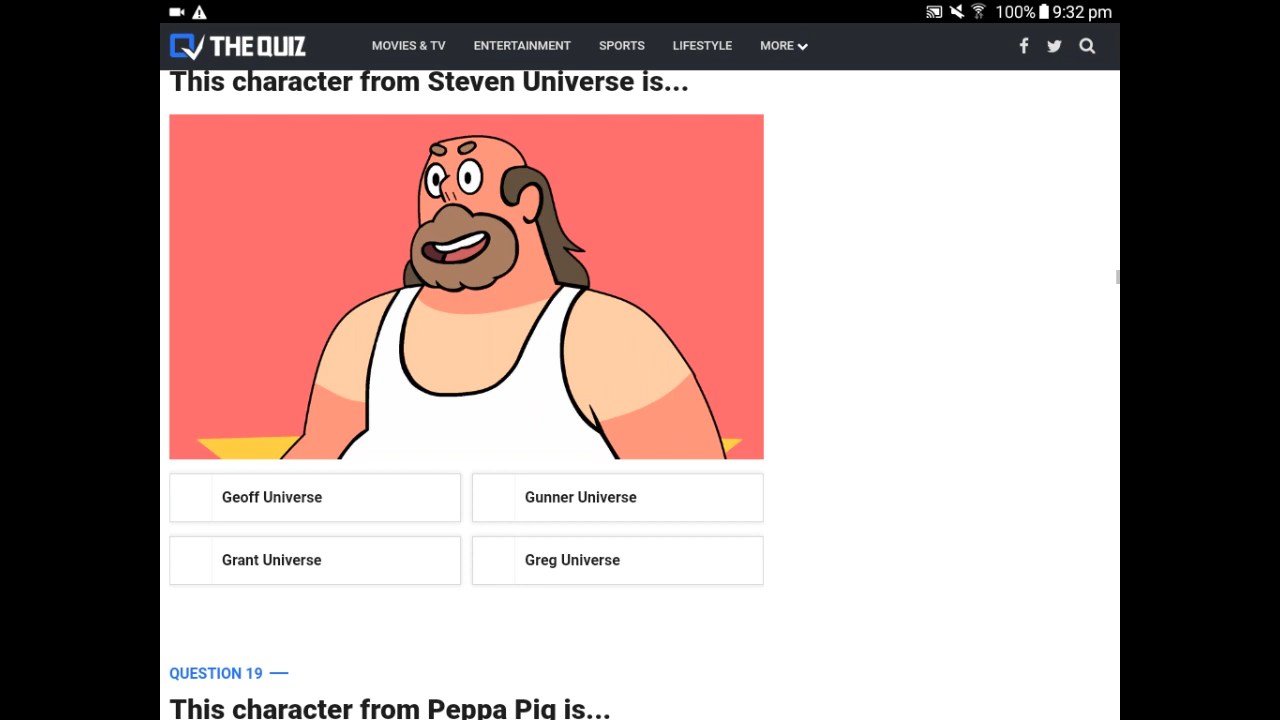 100% 9:32 pm
THE QUIZ MOVIES & TV ENTERTAINMENT SPORTS LIFESTYLE MORE
This character from Steven Universe is...
Geoff Universe Gunner Universe
Grant Universe Greg Universe
QUESTION 19
This character from Peppa Pig is...